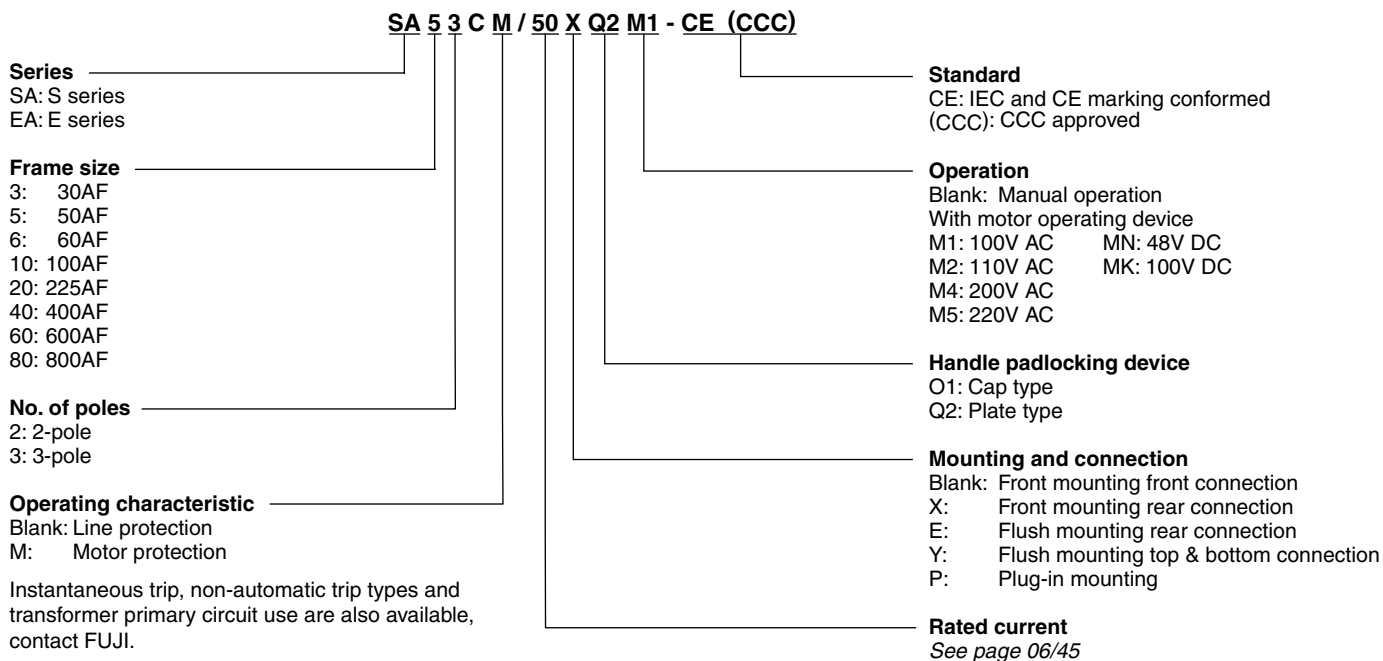 SA 5 3 C M / 50 X Q2 M1 - CE (CCC)
Series
SA: S series
EA: E series
Frame size
3: 30AF
5: 50AF
6: 60AF
10: 100AF
20: 225AF
40: 400AF
60: 600AF
80: 800AF
No. of poles
2: 2-pole
3: 3-pole
Operating characteristic
Blank: Line protection
M: Motor protection
Instantaneous trip, non-automatic trip types and
transformer primary circuit use are also available,
contact FUJI.
Standard
CE: IEC and CE marking conformed
(CCC): CCC approved
Operation
Blank: Manual operation
With motor operating device
M1: 100V AC MN: 48V DC
M2: 110V AC MK: 100V DC
M4: 200V AC
M5: 220V AC
Handle padlocking device
O1: Cap type
Q2: Plate type
Mounting and connection
Blank: Front mounting front connection
X: Front mounting rear connection
E: Flush mounting rear connection
Y: Flush mounting top & bottom connection
P: Plug-in mounting
Rated current
See page 06/45